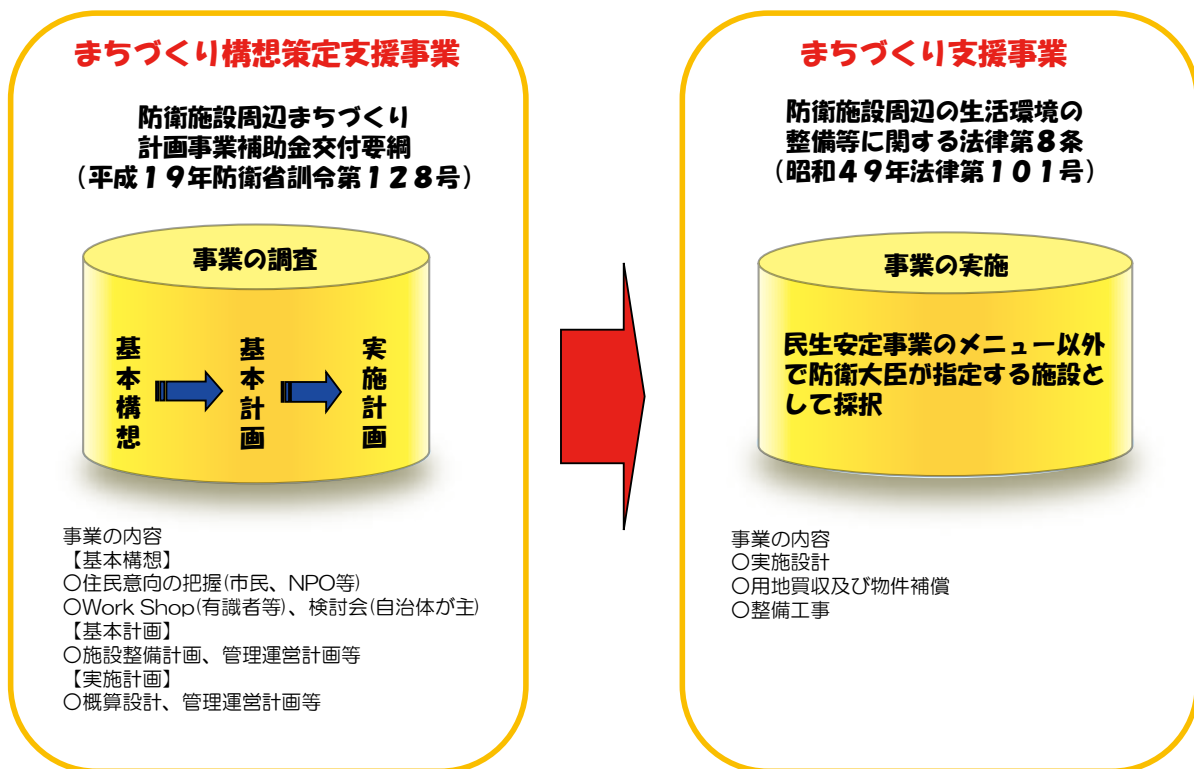 まちづくり構想策定支援事業
防衛施設周辺まちづくり
計画事業補助金交付要綱
（平成１９年防衛省訓令第１２８号）
事業の調査
基本構想
基本計画
実施計画
事業の内容
【基本構想】
〇住民意向の把握(市民、NPO等)
〇Work Shop(有識者等)、検討会(自治体が主)
【基本計画】
〇施設整備計画、管理運営計画等
【実施計画】
〇概算設計、管理運営計画等
まちづくり支援事業
防衛施設周辺の生活環境の
整備等に関する法律第８条
（昭和４９年法律第１０１号）
事業の実施
民生安定事業のメニュー以外
で防衛大臣が指定する施設と
して採択
事業の内容
〇実施設計
〇用地買収及び物件補償
〇整備工事